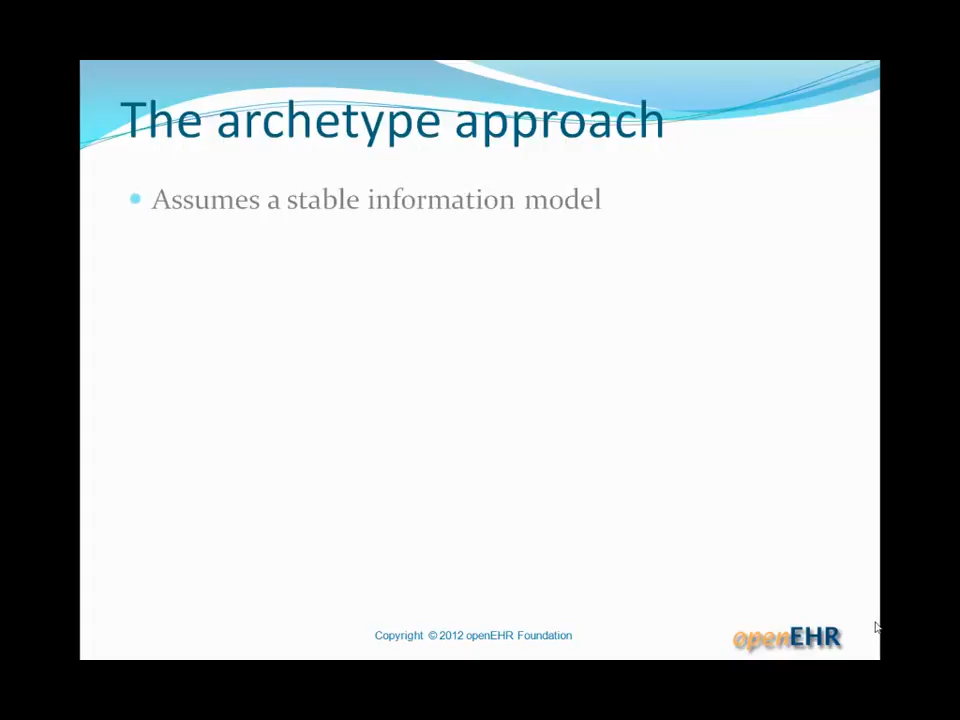 The archetype approach
Assumes a stable information model
Copyright © 2012 openEHR Foundation
openEHR